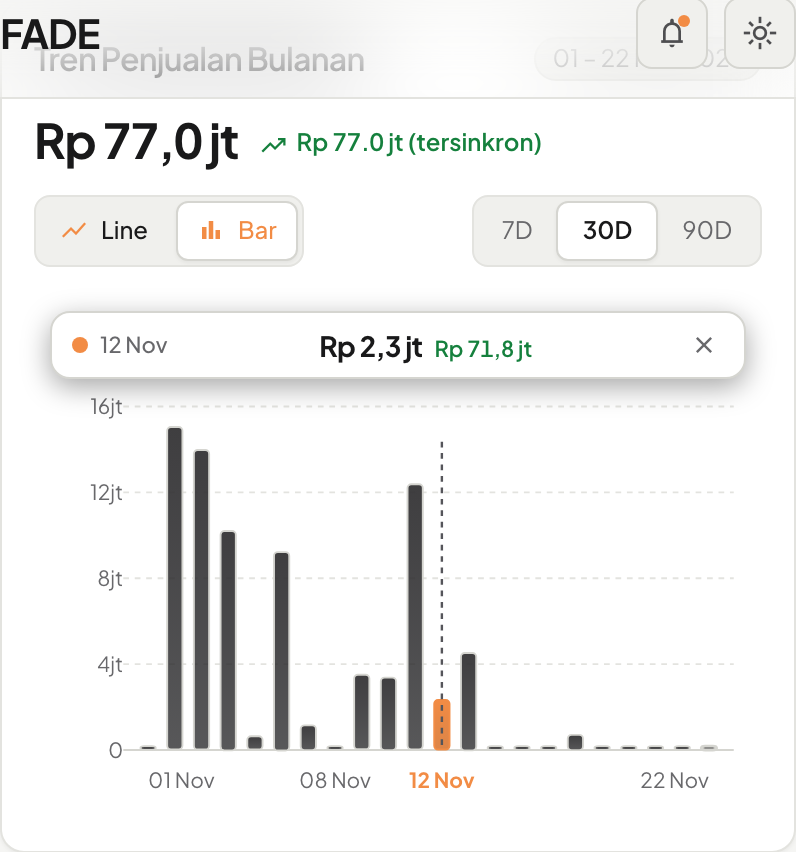 FADE
Tren Penjualan Bulanan
01 – 22
Rp 77,0 jt Rp 77.0 jt (tersinkron)
Line Bar 7D 30D 90D
12 Nov Rp 2,3 jt Rp 71,8 jt
16jt
12jt
8jt
4jt
0
01 Nov 08 Nov 12 Nov 22 Nov